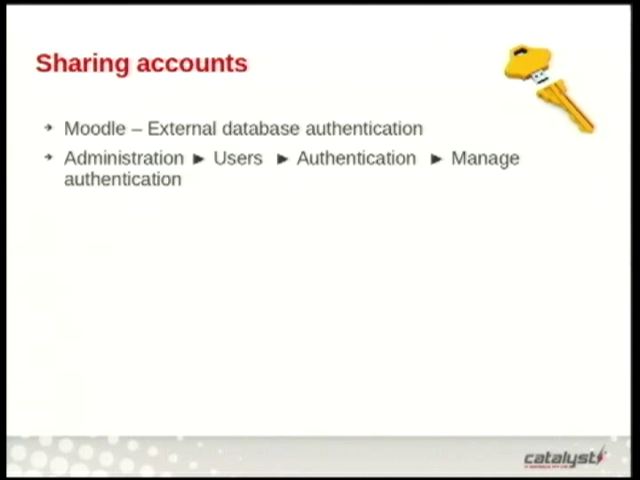 Sharing accounts
Moodle – External database authentication
Administration ► Users ► Authentication ► Manage
authentication
catalyst